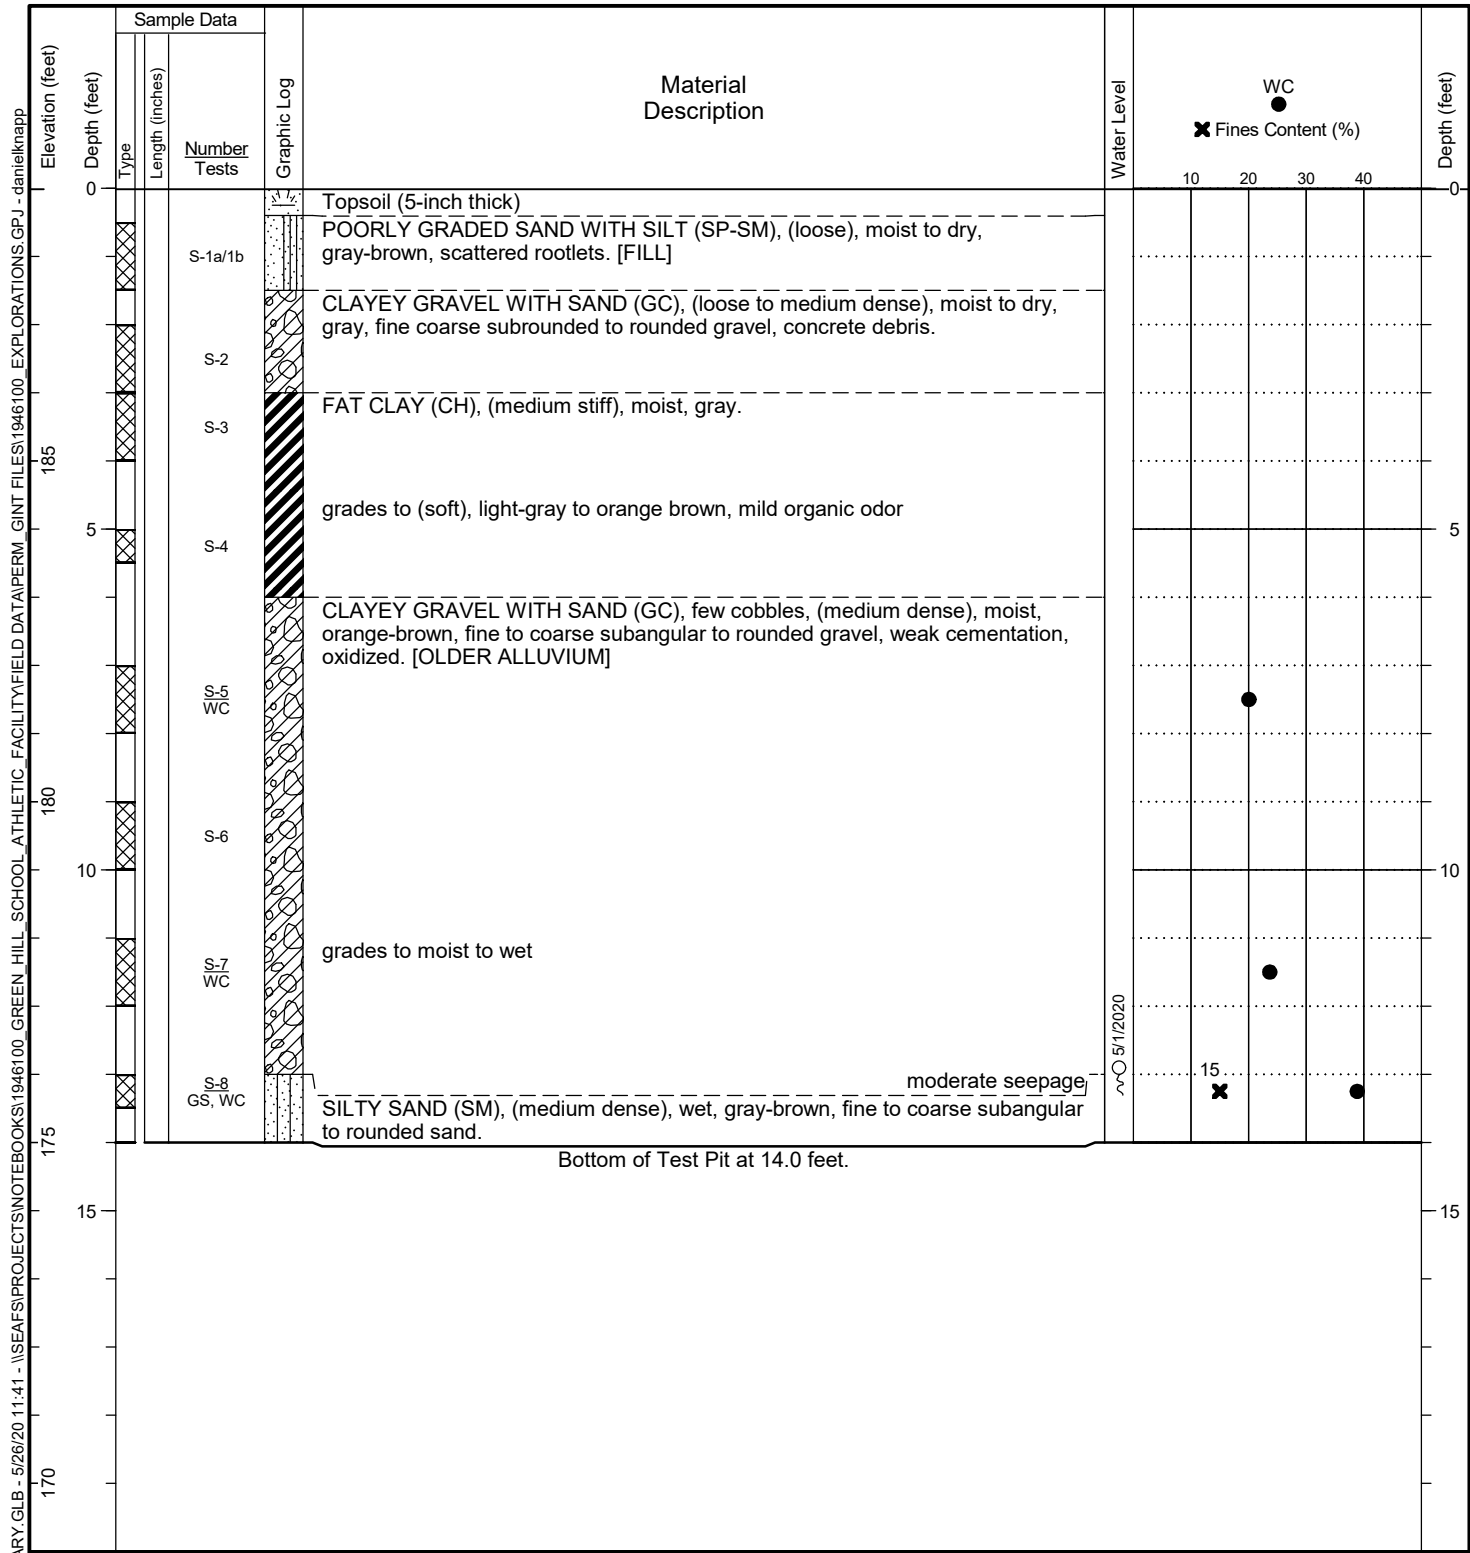 Sample Data
Elevation (feet)
Depth (feet)
Type
Length (inches)
Number
Tests
Graphic Log
Material
Description
Water Level
WC
Fines Content (%)
Depth (feet)
10 20 30 40
0
0
Topsoil (5-inch thick)
POORLY GRADED SAND WITH SILT (SP-SM), (loose), moist to dry,
gray-brown, scattered rootlets. [FILL]
S-1a/1b
CLAYEY GRAVEL WITH SAND (GC), (loose to medium dense), moist to dry,
gray, fine coarse subrounded to rounded gravel, concrete debris.
S-2
FAT CLAY (CH), (medium stiff), moist, gray.
S-3
185
grades to (soft), light-gray to orange brown, mild organic odor
5
5
S-4
CLAYEY GRAVEL WITH SAND (GC), few cobbles, (medium dense), moist,
orange-brown, fine to coarse subangular to rounded gravel, weak cementation,
oxidized. [OLDER ALLUVIUM]
S-5
WC
180
S-6
10
10
grades to moist to wet
S-7
WC
5/1/2020
15
moderate seepage
S-8
GS, WC
SILTY SAND (SM), (medium dense), wet, gray-brown, fine to coarse subangular
to rounded sand.
175
Bottom of Test Pit at 14.0 feet.
15
15
170
ARY.GLB - 5/26/20 11:41 - \\SEAFS\PROJECTS\NOTEBOOKS\1946100_GREEN_HILL_SCHOOL_ATHLETIC_FACILITY\FIELD DATA\PERM_GINT FILES\1946100_EXPLORATIONS.GPJ - danielknapp